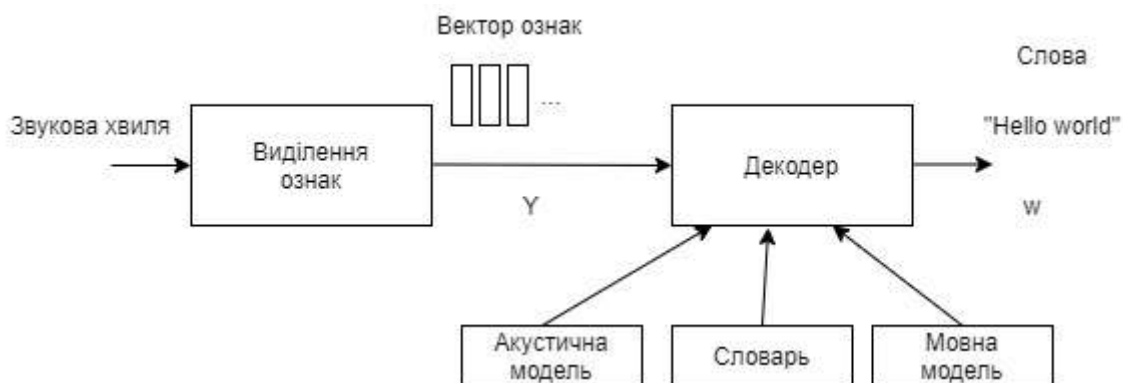 Вектор ознак
Слова
...
Звукова хвиля
"Hello world"
Виділення
ознак
Декодер
Y
w
Акустична
модель
Словарь
Мовна
модель